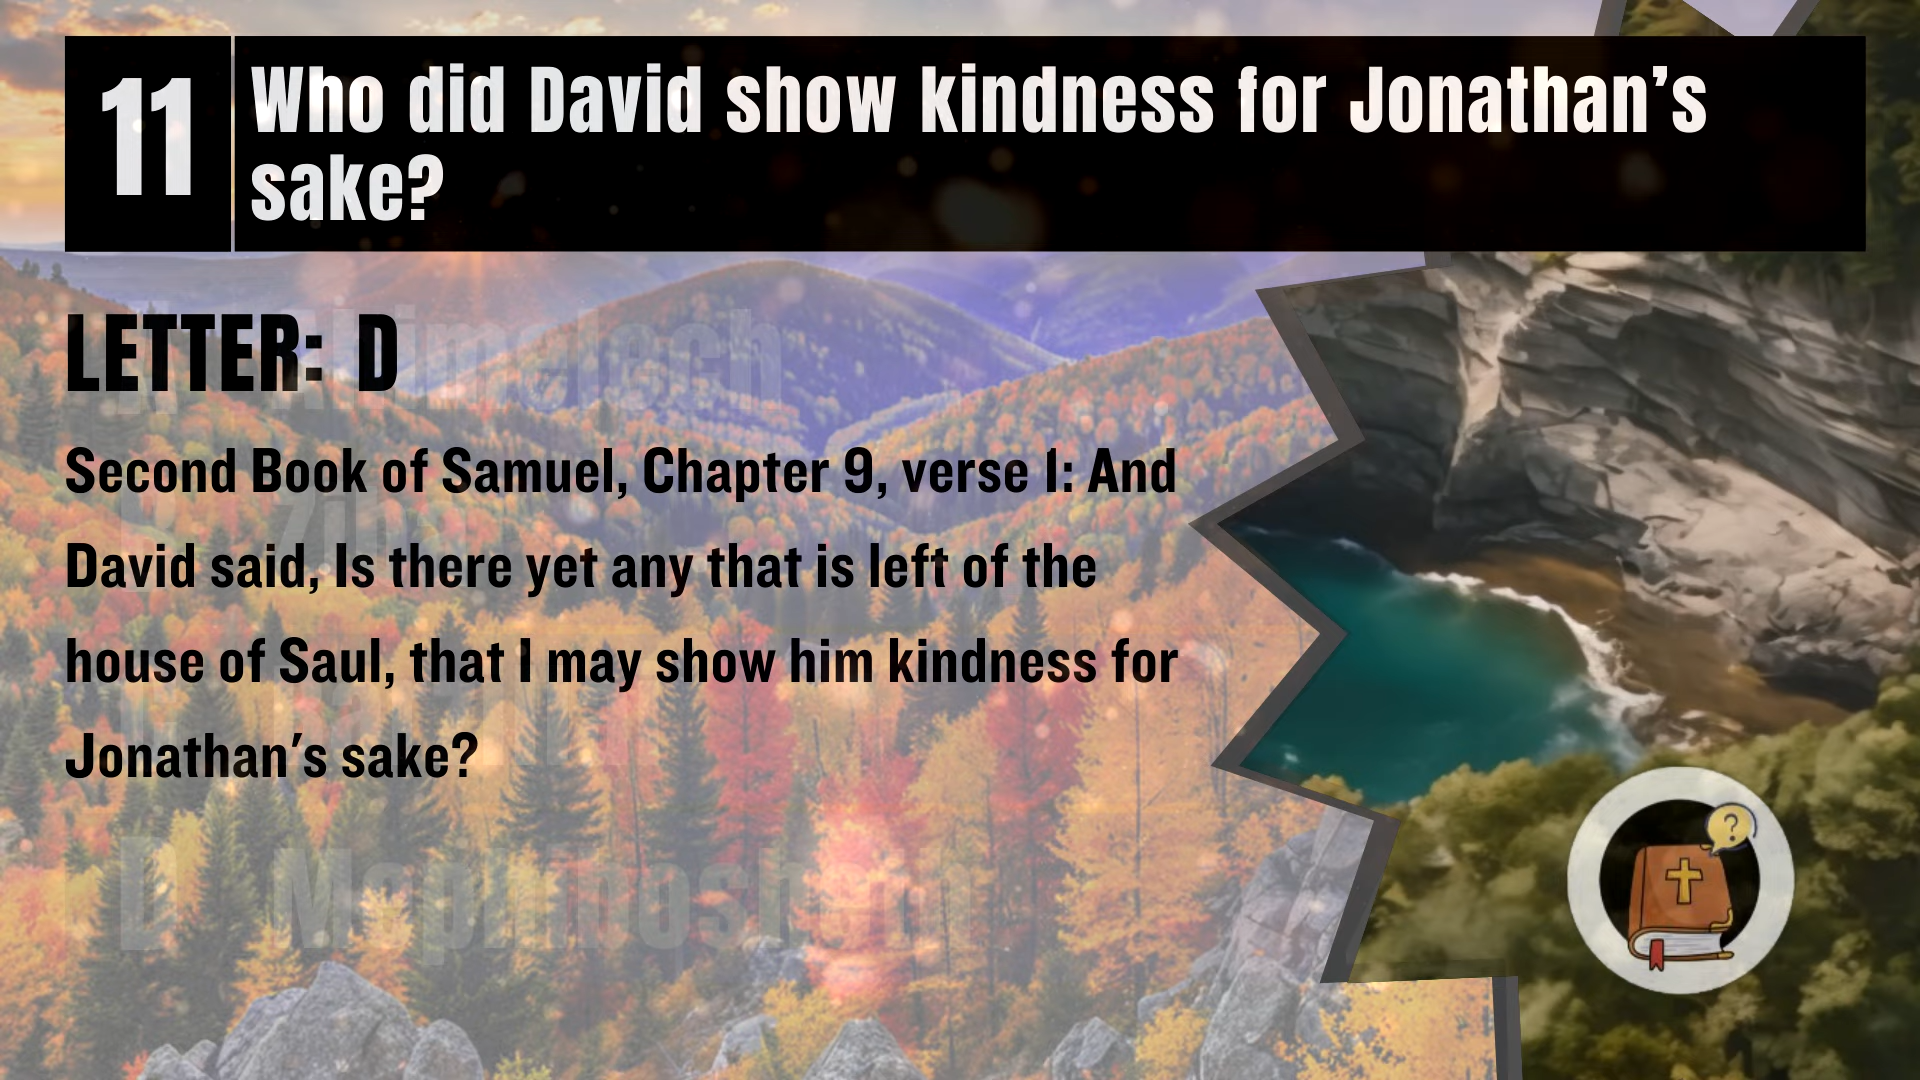 11
Who did David show kindness for Jonathan’s
sake?
LETTER: D
Second Book of Samuel, Chapter 9, verse 1: And
David said, Is there yet any that is left of the
house of Saul, that I may show him kindness for
Jonathan’s sake?
D Mephibosheth
?